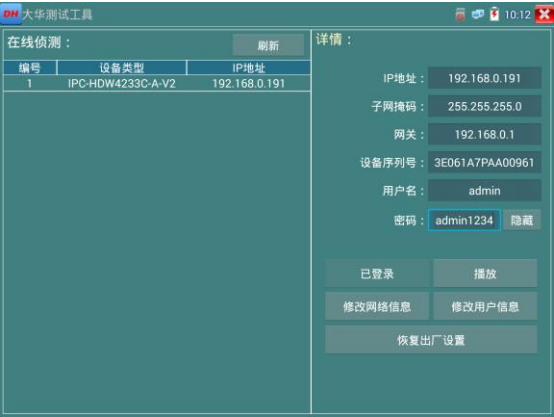 DH 大华测试工具 10:12
在线侦测： 刷新
编号 设备类型 IP地址
1 IPC-HDW4233C-A-V2 192.168.0.191
详情：
IP地址： 192.168.0.191
子网掩码： 255.255.255.0
网关： 192.168.0.1
设备序列号： 3E061A7PAA00961
用户名： admin
密码： admin1234 隐藏
已登录 播放
修改网络信息 修改用户信息
恢复出厂设置